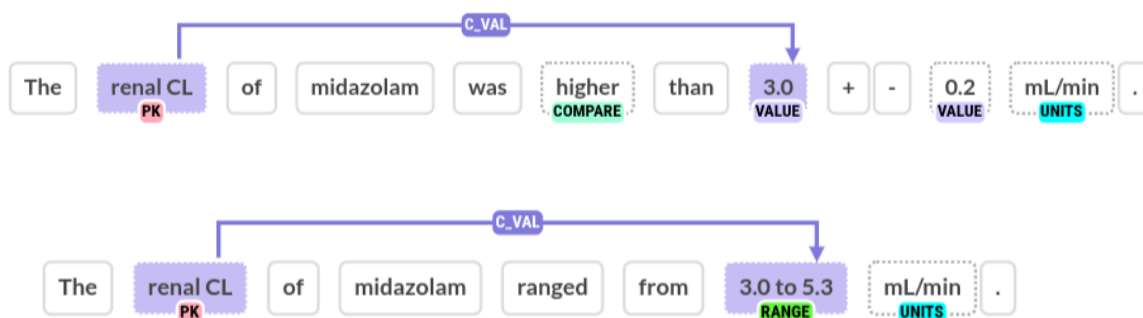 C_VAL
The renal CL of midazolam was higher than 3.0 + - 0.2 mL/min .
PK COMPARE VALUE VALUE UNITS
C_VAL
The renal CL of midazolam ranged from 3.0 to 5.3 mL/min .
PK RANGE UNITS